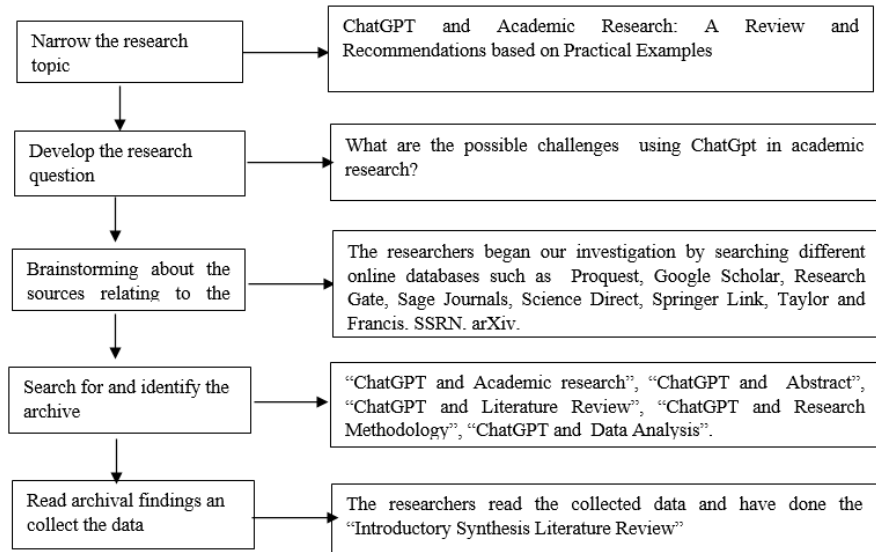 Narrow the research
topic
ChatGPT and Academic Research: A Review and
Recommendations based on Practical Examples
Develop the research
question
What are the possible challenges using ChatGpt in academic
research?
Brainstorming about the
sources relating to the
The researchers began our investigation by searching different
online databases such as Proquest, Google Scholar, Research
Gate, Sage Journals, Science Direct, Springer Link, Taylor and
Francis. SSRN. arXiv.
Search for and identify the
archive
“ChatGPT and Academic research”, “ChatGPT and Abstract”,
“ChatGPT and Literature Review”, “ChatGPT and Research
Methodology”, “ChatGPT and Data Analysis”.
Read archival findings an
collect the data
The researchers read the collected data and have done the
“Introductory Synthesis Literature Review”